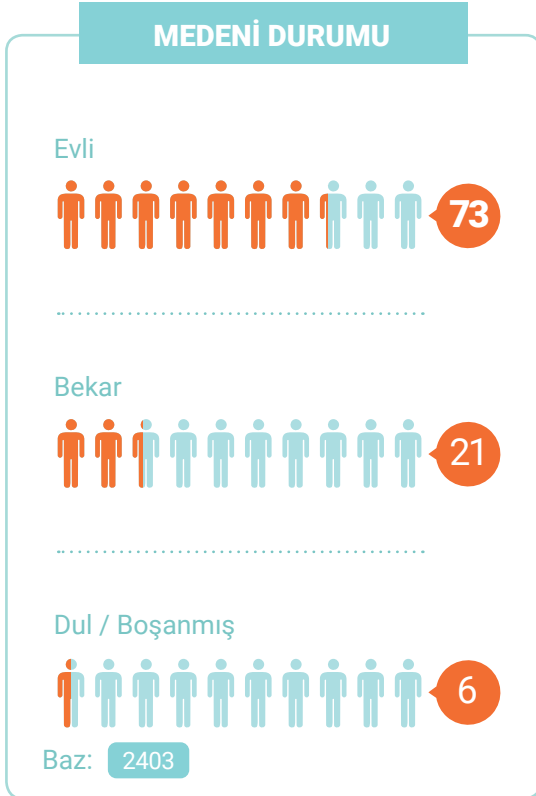 MEDENİ DURUMU
Evli
73
Bekar
21
Dul / Boşanmış
6
Baz: 2403